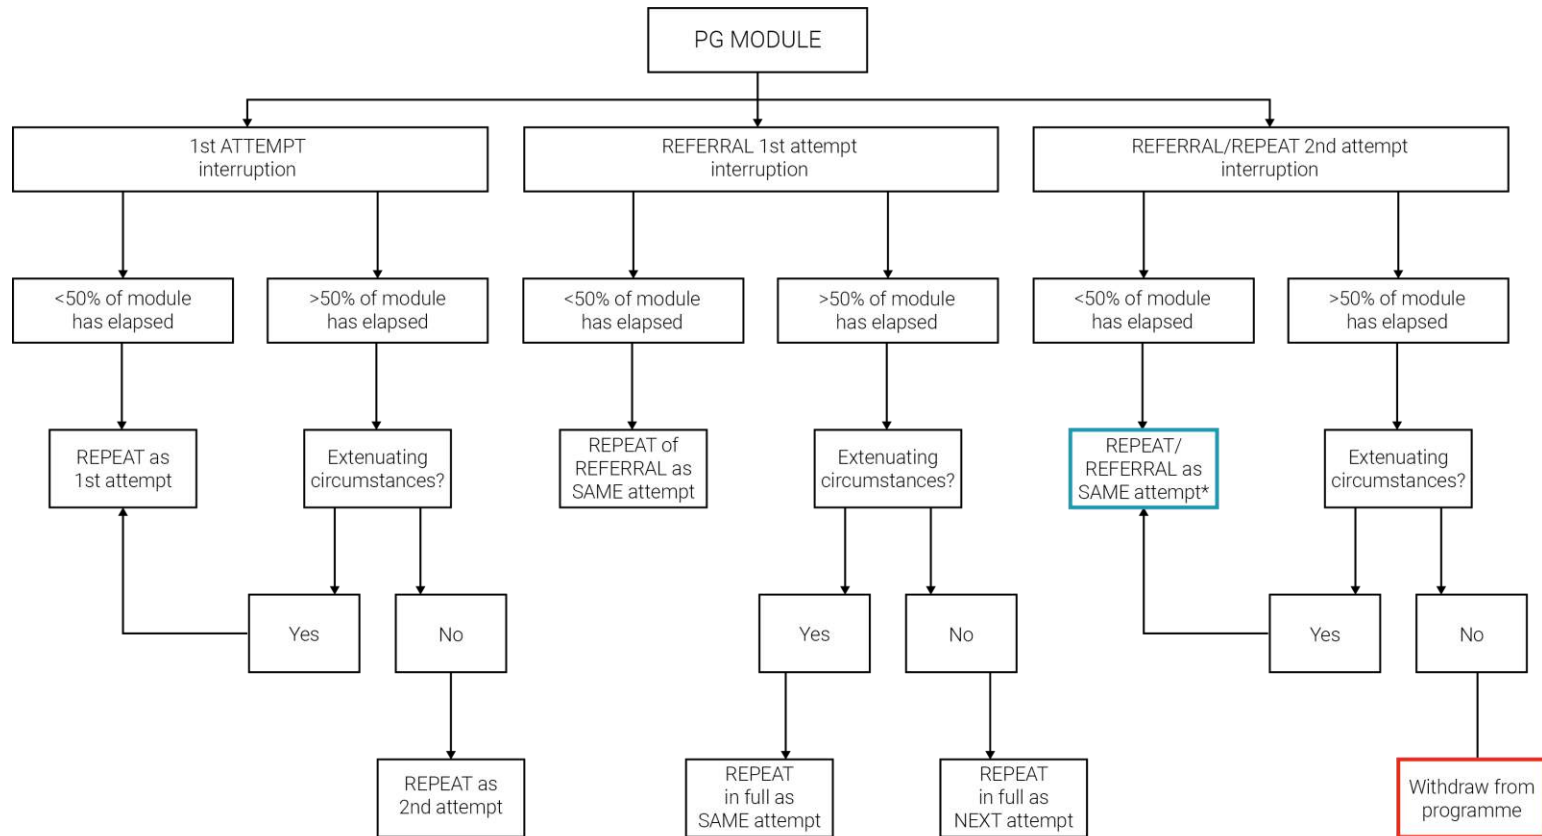 PG MODULE
1st ATTEMPT
interruption
REFERRAL 1st attempt
interruption
REFERRAL/REPEAT 2nd attempt
interruption
<50% of module
has elapsed
>50% of module
has elapsed
<50% of module
has elapsed
>50% of module
has elapsed
<50% of module
has elapsed
>50% of module
has elapsed
REPEAT as
1st attempt
Extenuating
circumstances?
REPEAT of
REFERRAL as
SAME attempt
Extenuating
circumstances?
REPEAT/
REFERRAL as
SAME attempt*
Extenuating
circumstances?
Yes
No
Yes
No
Yes
No
REPEAT as
2nd attempt
REPEAT
in full as
SAME attempt
REPEAT
in full as
NEXT attempt
Withdraw from
programme